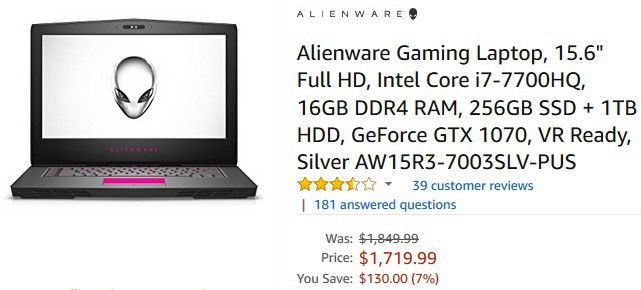 ALIENWARE
Alienware Gaming Laptop, 15.6"
Full HD, Intel Core i7-7700HQ,
16GB DDR4 RAM, 256GB SSD + 1TB
HDD, GeForce GTX 1070, VR Ready,
Silver AW15R3-7003SLV-PUS
39 customer reviews
| 181 answered questions
Was: $1,849.99
Price: $1,719.99
You Save: $130.00 (7%)
ALIENWARE